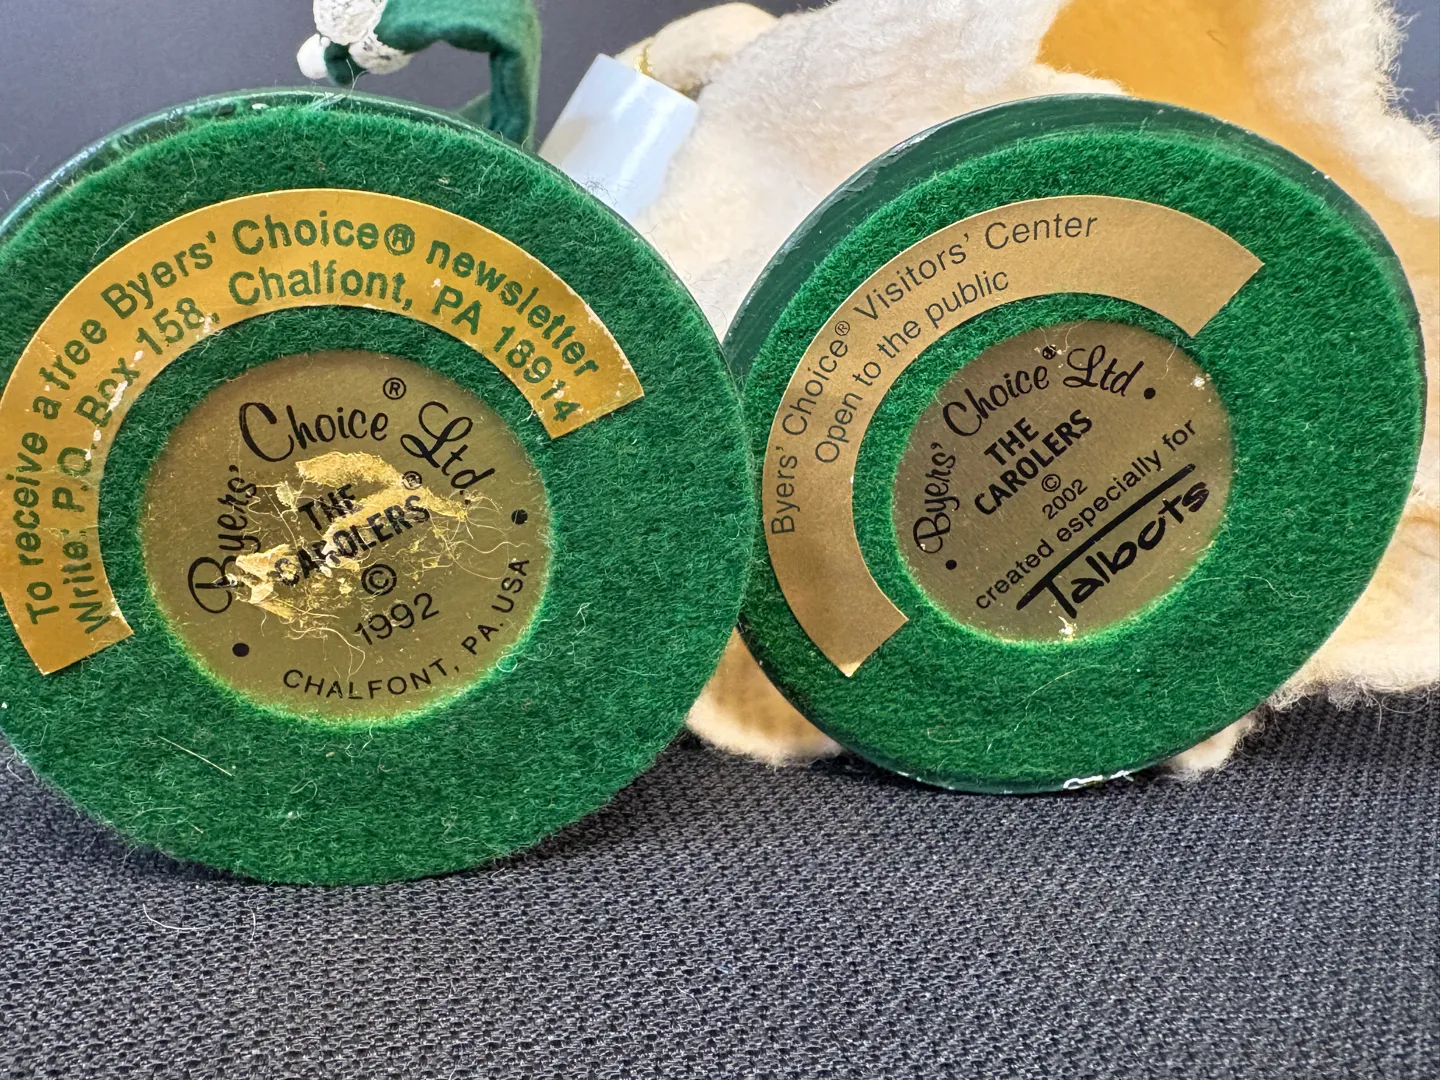 To receive a free Byers' Choice® newsletter
Write: P.O. Box 158, Chalfont, PA 18914
Byers' Choice® Ltd.
THE
CAROLERS®
©
1992
CHALFONT, PA. USA
Byers' Choice® Visitors' Center
Open to the public
Byers' Choice® Ltd
THE
CAROLERS
©
2002
created especially for
Talbots